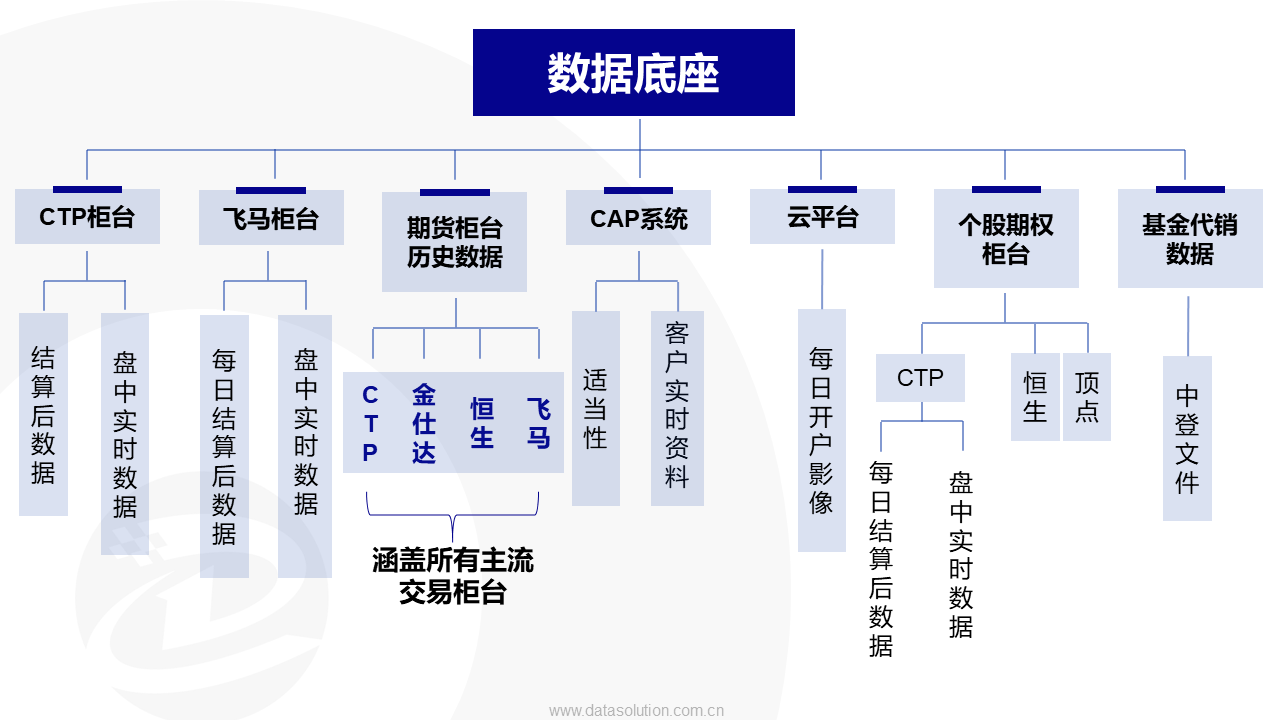 数据底座
CTP柜台
飞马柜台
期货柜台
历史数据
CAP系统
云平台
个股期权
柜台
基金代销
数据
结算后数据
盘中实时数据
每日结算后数据
盘中实时数据
CTP
金仕达
恒生
飞马
涵盖所有主流
交易柜台
适当性
客户实时资料
每日开户影像
CTP
恒生
顶点
每日结算后数据
盘中实时数据
中登文件
www.datasolution.com.cn